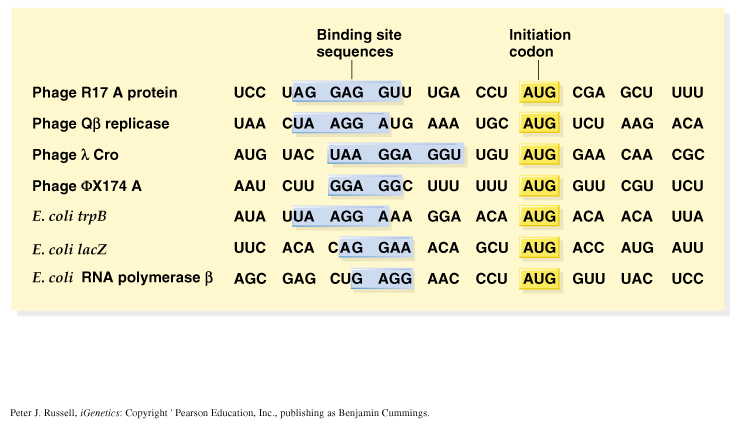 Binding site Initiation
sequences codon
Phage R17 A protein UCC UAG GAG GUU UGA CCU AUG CGA GCU UUU
Phage Qβ replicase UAA CUA AGG AUG AAA UGC AUG UCU AAG ACA
Phage λ Cro AUG UAC UAA GGA GGU UGU AUG GAA CAA CGC
Phage ΦX174 A AAU CUU GGA GGC UUU UUU AUG GUU CGU UCU
E. coli trpB AUA UUA AGG AAA GGA ACA AUG ACA ACA UUA
E. coli lacZ UUC ACA CAG GAA ACA GCU AUG ACC AUG AUU
E. coli RNA polymerase β AGC GAG CUG AGG AAC CCU AUG GUU UAC UCC
Peter J. Russell, iGenetics: Copyright ' Pearson Education, Inc., publishing as Benjamin Cummings.